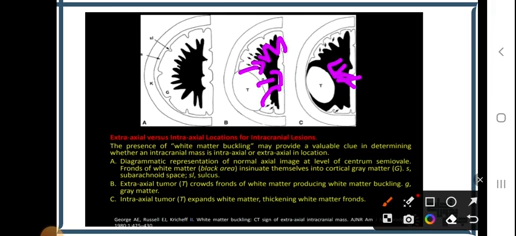 sl
s
K
G
T
T
A
B
C
Extra-axial versus Intra-axial Locations for Intracranial Lesions.
The presence of "white matter buckling" may provide a valuable clue in determining
whether an intracranial mass is intra-axial or extra-axial in location.
A. Diagrammatic representation of normal axial image at level of centrum semiovale.
Fronds of white matter (black area) insinuate themselves into cortical gray matter (G). s,
subarachnoid space; sl, sulcus.
B. Extra-axial tumor (T) crowds fronds of white matter producing white matter buckling. g,
gray matter.
C. Intra-axial tumor (T) expands white matter, thickening white matter fronds.
George AE, Russell EJ, Kricheff II. White matter buckling: CT sign of extra-axial intracranial mass. AJNR Am
1980 1:425–430.